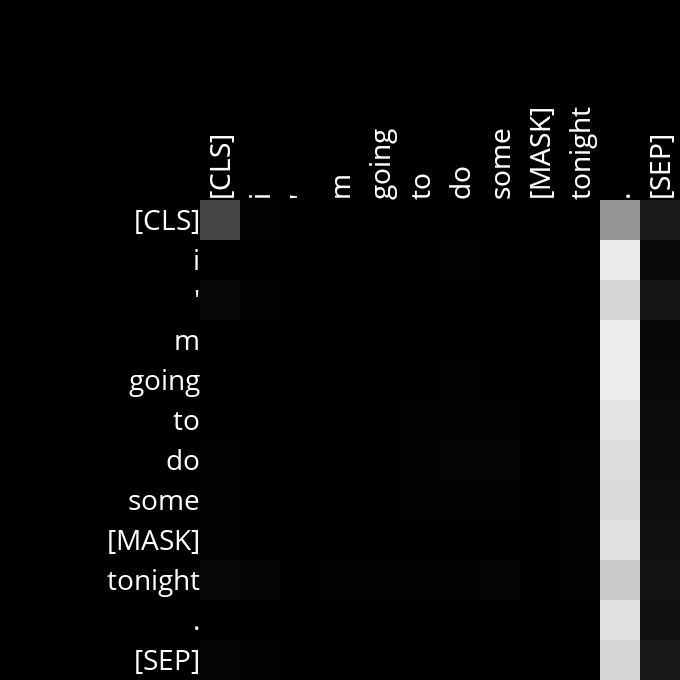 [CLS] i ' m going to do some [MASK] tonight . [SEP]
[CLS]
i
'
m
going
to
do
some
[MASK]
tonight
.
[SEP]